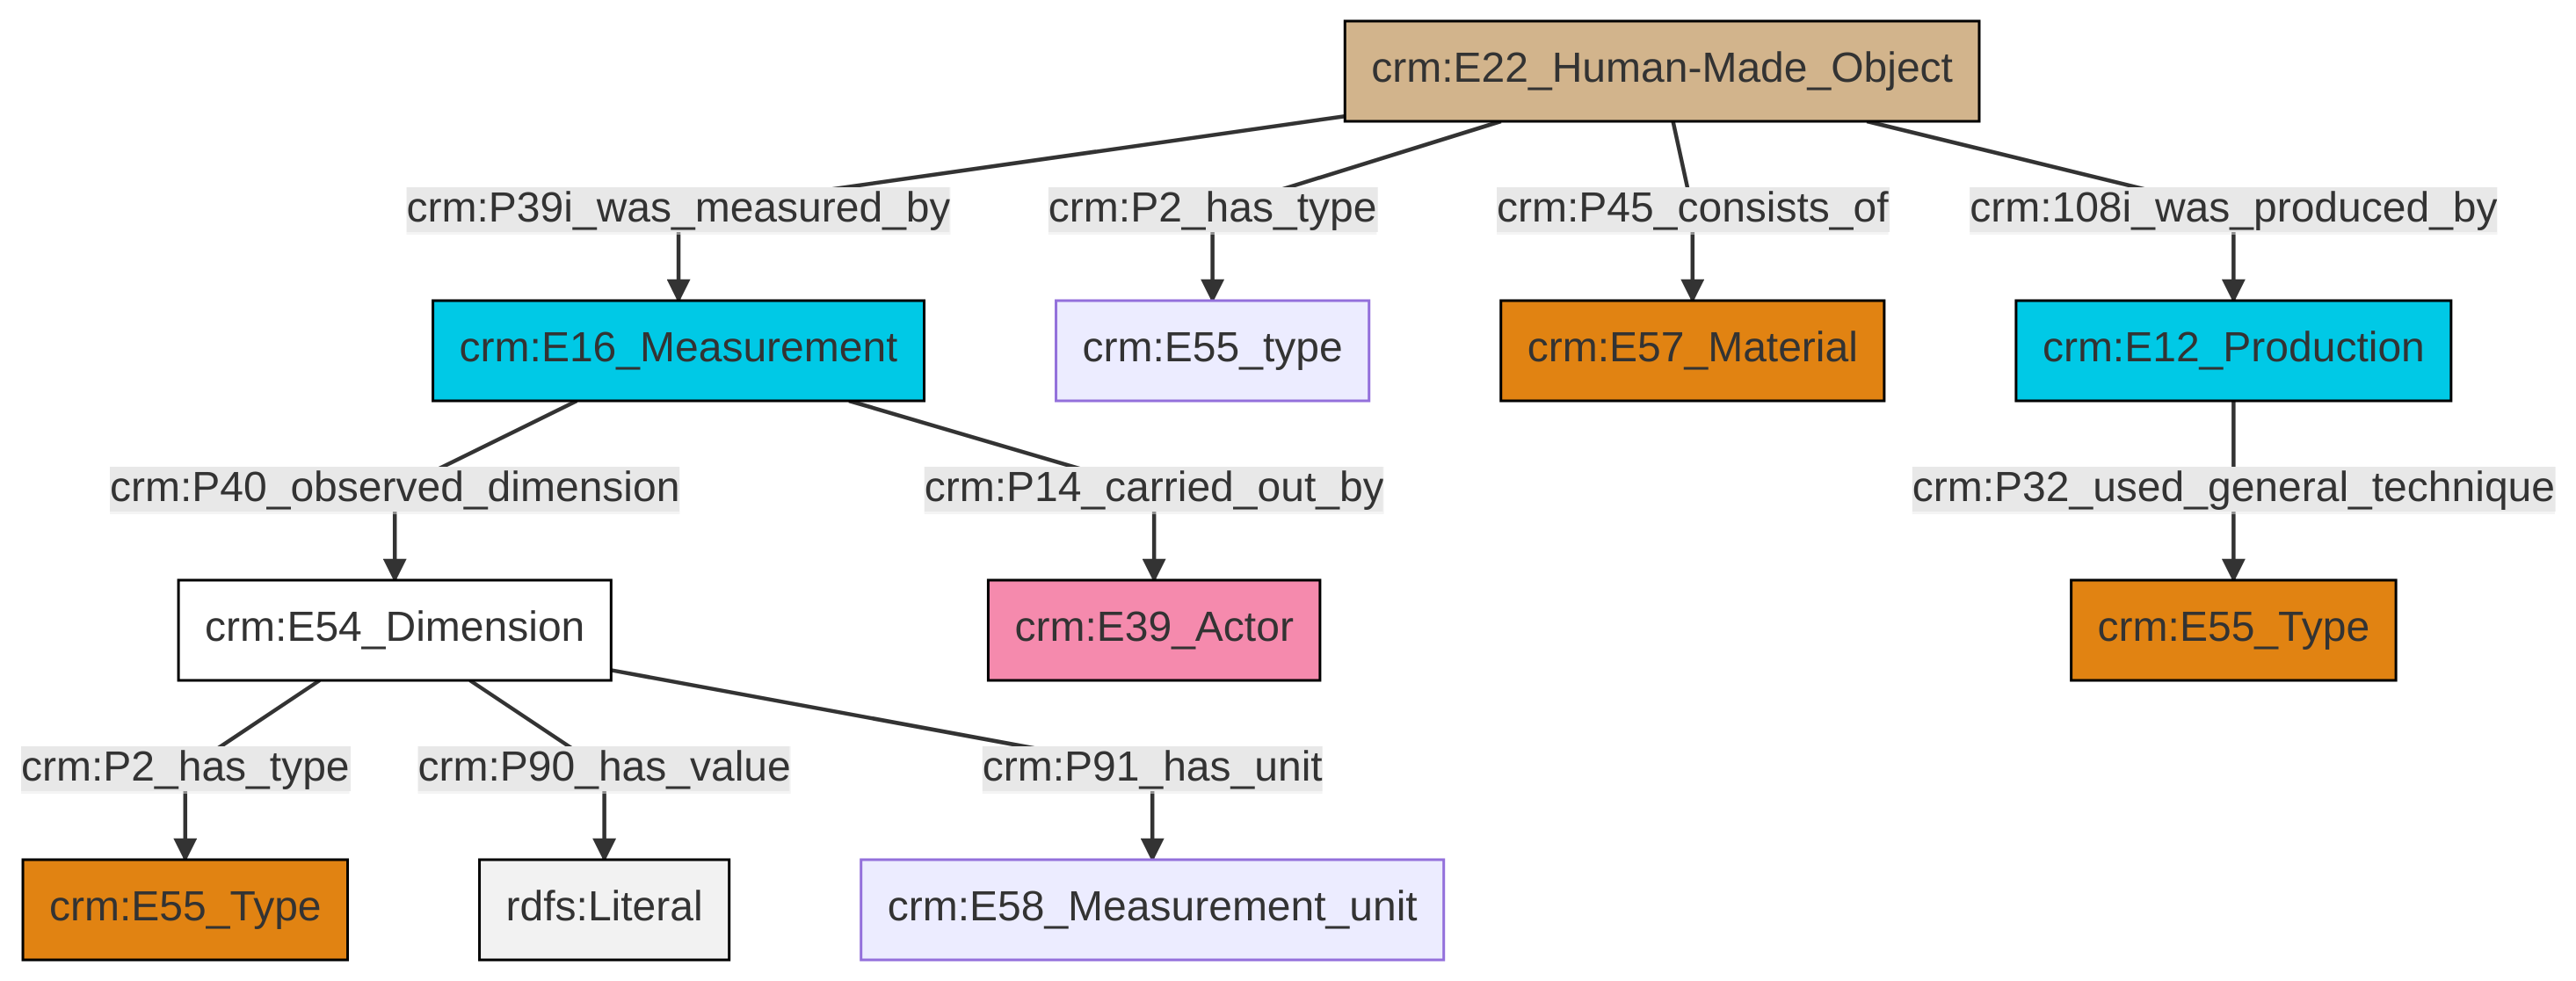 crm:E22_Human-Made_Object
crm:P39i_was_measured_by
crm:P2_has_type
crm:P45_consists_of
crm:108i_was_produced_by
crm:E16_Measurement
crm:E55_type
crm:E57_Material
crm:E12_Production
crm:P40_observed_dimension
crm:P14_carried_out_by
crm:P32_used_general_technique
crm:E54_Dimension
crm:E39_Actor
crm:E55_Type
crm:P2_has_type
crm:P90_has_value
crm:P91_has_unit
crm:E55_Type
rdfs:Literal
crm:E58_Measurement_unit